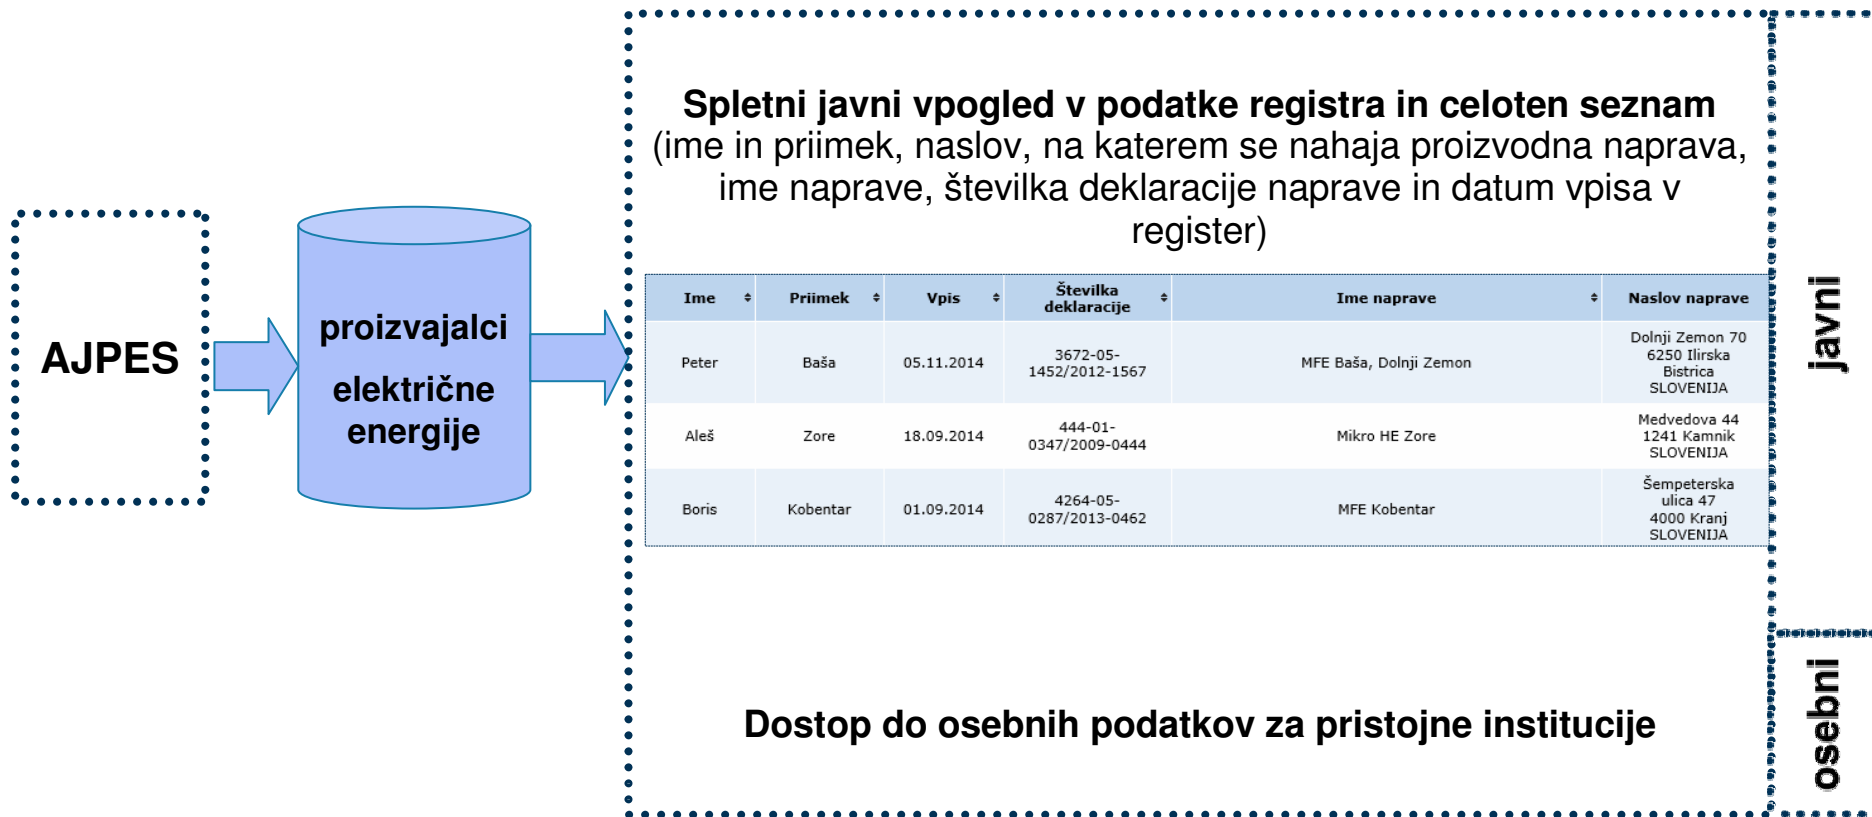 AJPES
proizvajalci
električne
energije
Spletni javni vpogled v podatke registra in celoten seznam
(ime in priimek, naslov, na katerem se nahaja proizvodna naprava,
ime naprave, številka deklaracije naprave in datum vpisa v
register)
Ime Priimek Vpis Številka deklaracije Ime naprave Naslov naprave
Peter Baša 05.11.2014 3672-05-1452/2012-1567 MFE Baša, Dolnji Zemon Dolnji Zemon 70
6250 Ilirska
Bistrica
SLOVENIJA
Aleš Zore 18.09.2014 444-01-0347/2009-0444 Mikro HE Zore Medvedova 44
1241 Kamnik
SLOVENIJA
Boris Kobentar 01.09.2014 4264-05-0287/2013-0462 MFE Kobentar Šempeterska
ulica 47
4000 Kranj
SLOVENIJA
Dostop do osebnih podatkov za pristojne institucije
javni
osebni